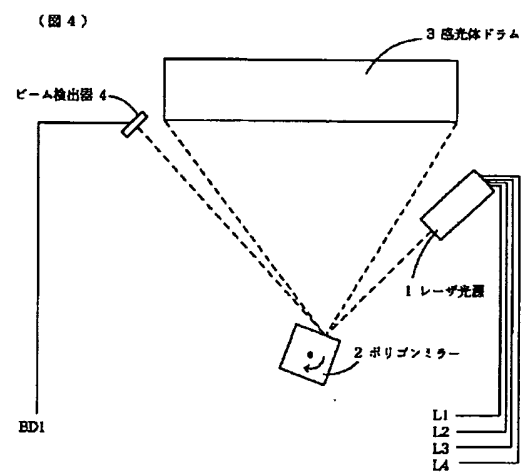 (図4)
3 感光体ドラム
ビーム検出器 4
1 レーザ光源
2 ポリゴンミラー
BD1
L1
L2
L3
L4